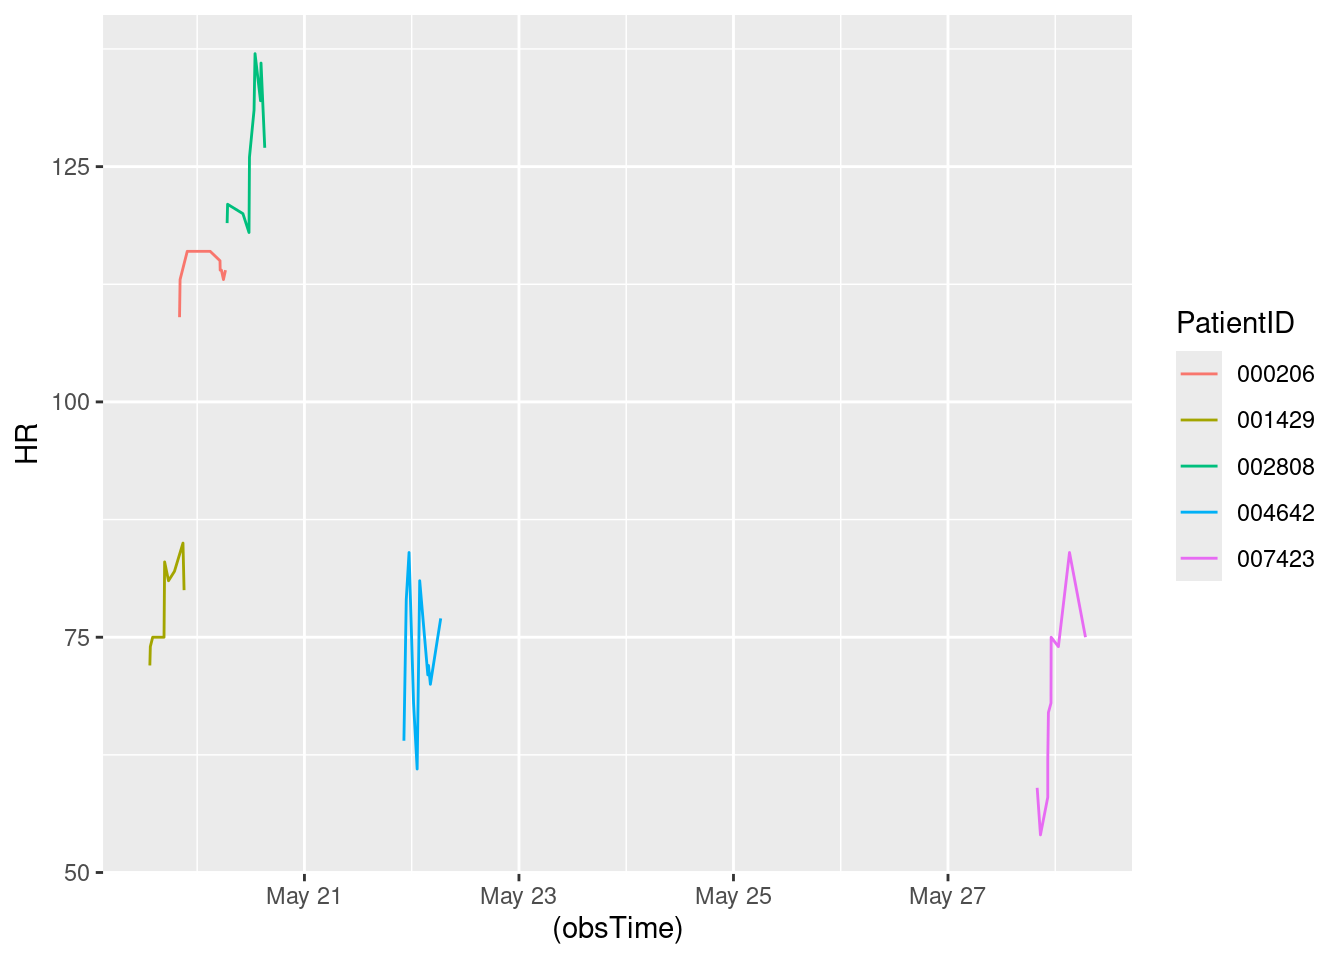 HR
125
100
75
50
May 21
May 23
May 25
May 27
(obsTime)
PatientID
000206
001429
002808
004642
007423